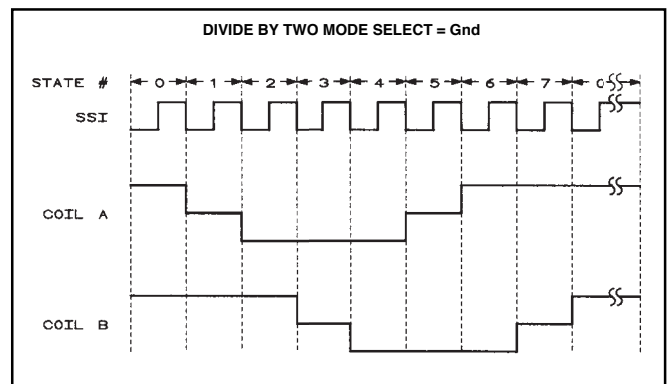 DIVIDE BY TWO MODE SELECT = Gnd
STATE # 0 1 2 3 4 5 6 7 0
SSI
COIL A
COIL B